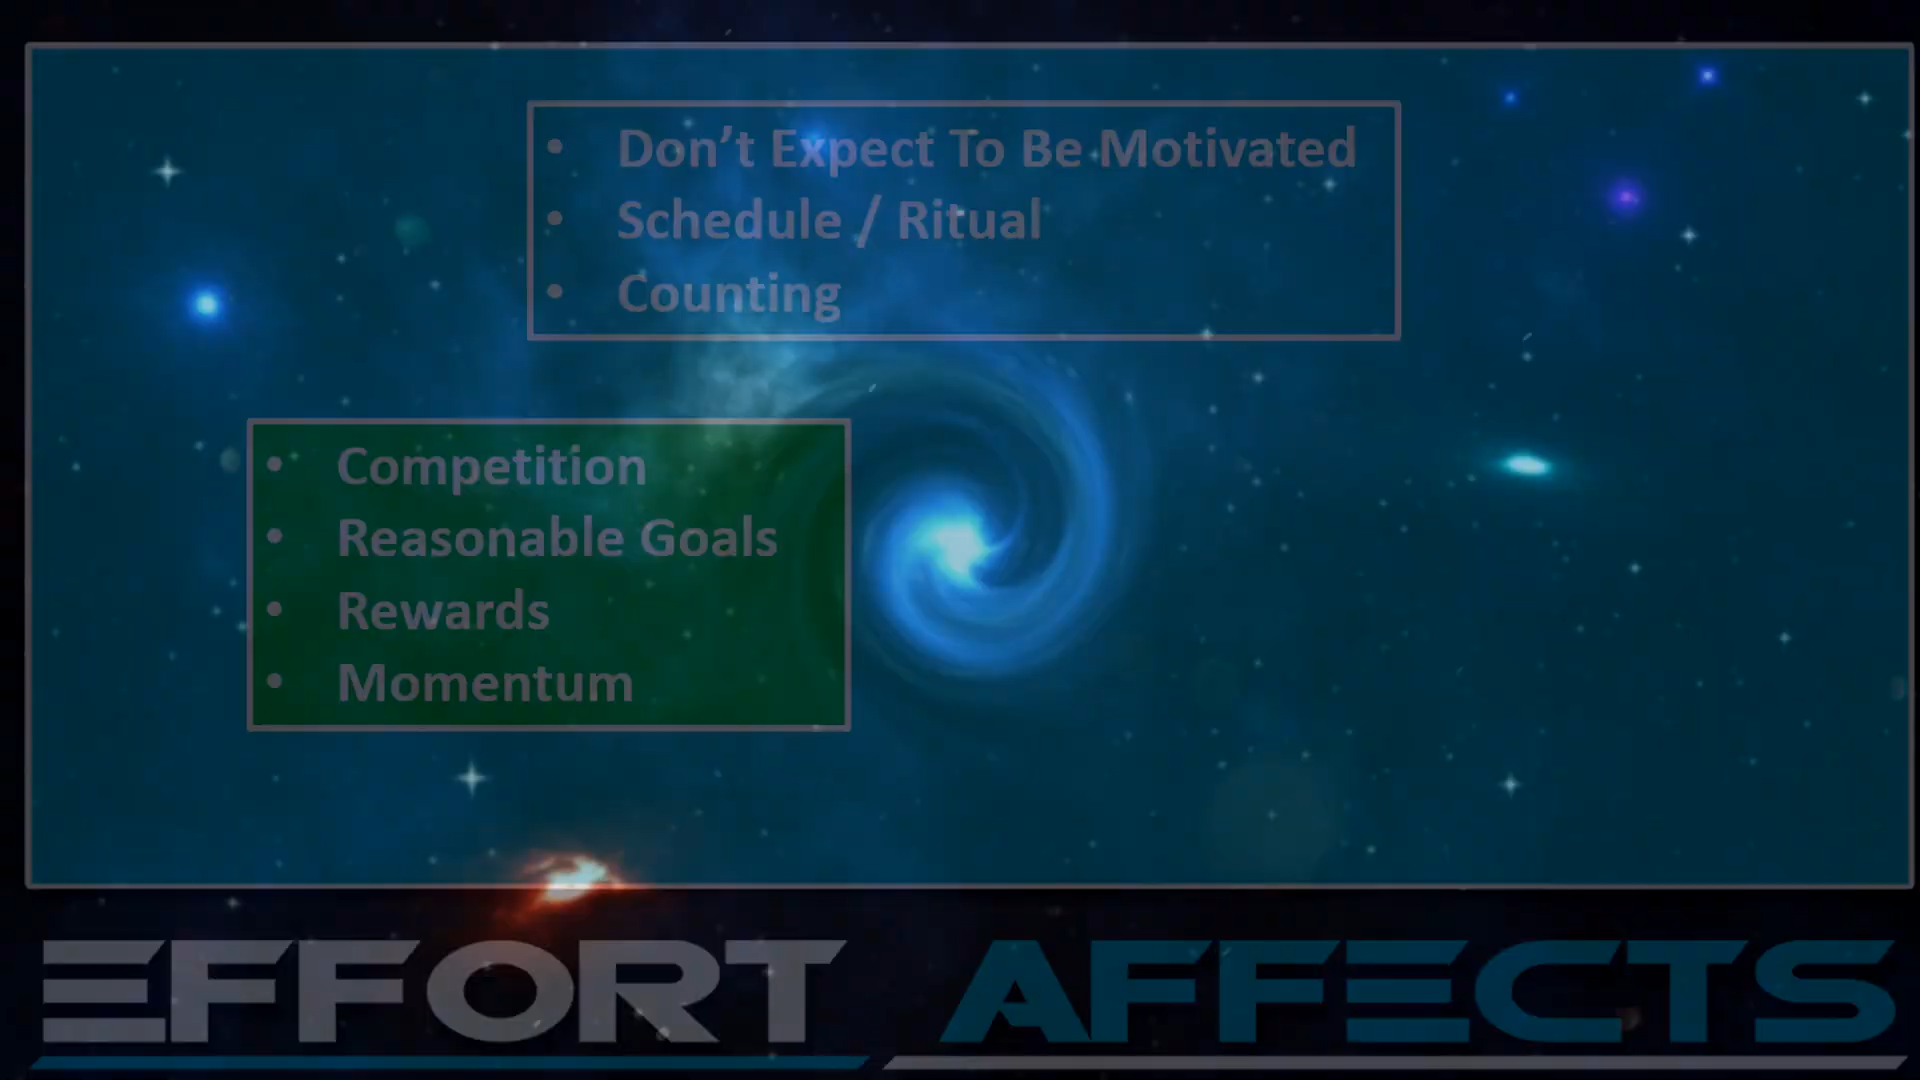 • Don't Expect To Be Motivated
• Schedule / Ritual
• Counting
• Competition
• Reasonable Goals
• Rewards
• Momentum
EFFORT AFFECTS